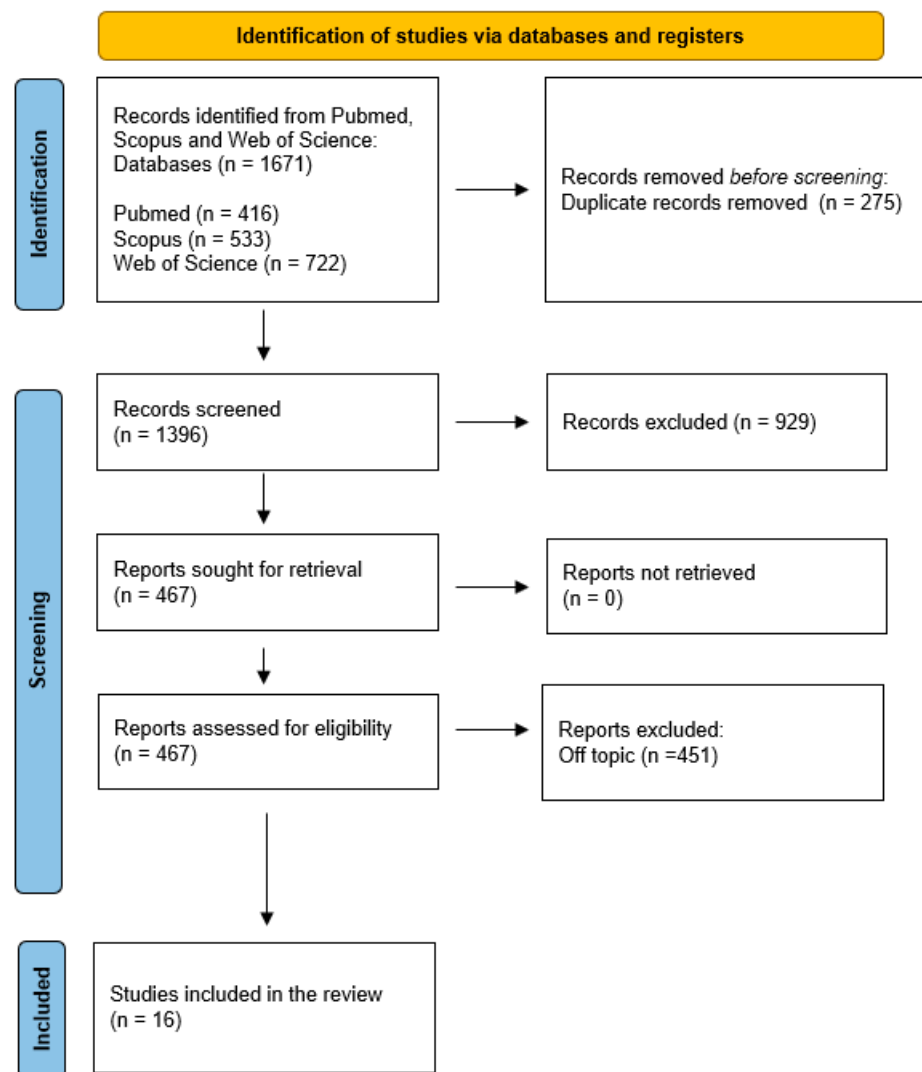 Identification of studies via databases and registers
Identification
Records identified from Pubmed,
Scopus and Web of Science:
Databases (n = 1671)
Pubmed (n = 416)
Scopus (n = 533)
Web of Science (n = 722)
Records removed before screening:
Duplicate records removed (n = 275)
Screening
Records screened
(n = 1396)
Records excluded (n = 929)
Reports sought for retrieval
(n = 467)
Reports not retrieved
(n = 0)
Reports assessed for eligibility
(n = 467)
Reports excluded:
Off topic (n =451)
Included
Studies included in the review
(n = 16)